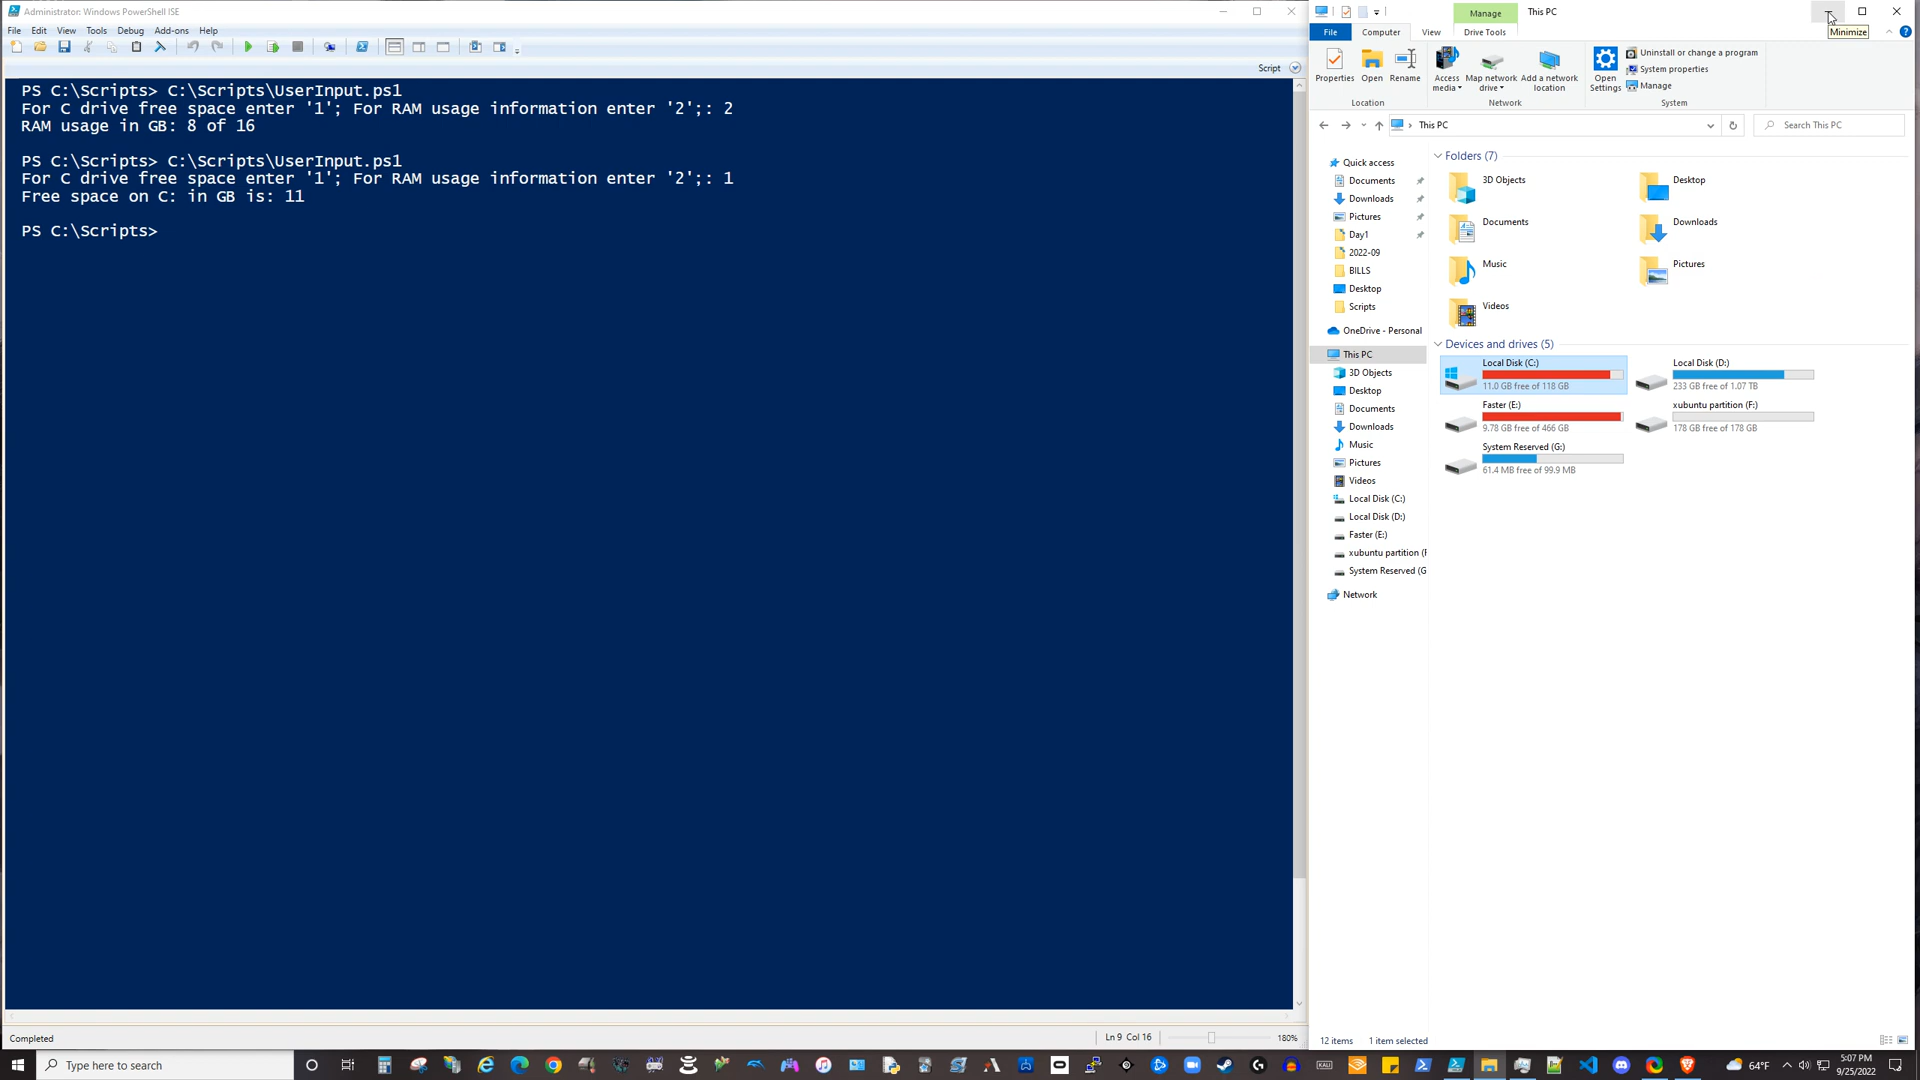 Administrator: Windows PowerShell ISE
File Edit View Tools Debug Add-ons Help
Script
PS C:\Scripts> C:\Scripts\UserInput.ps1
For C drive free space enter '1'; For RAM usage information enter '2';: 2
RAM usage in GB: 8 of 16
PS C:\Scripts> C:\Scripts\UserInput.ps1
For C drive free space enter '1'; For RAM usage information enter '2';: 1
Free space on C: in GB is: 11
PS C:\Scripts>
Completed
Ln 9 Col 16
180%
Manage
This PC
Minimize
File Computer View Drive Tools
Properties
Open
Rename
Access media
Map network drive
Add a network location
Open Settings
Uninstall or change a program
System properties
Manage
Location
Network
System
This PC
Search This PC
Quick access
Documents
Downloads
Pictures
Day1
2022-09
BILLS
Desktop
Scripts
OneDrive - Personal
This PC
3D Objects
Desktop
Documents
Downloads
Music
Pictures
Videos
Local Disk (C:)
Local Disk (D:)
Faster (E:)
xubuntu partition (F
System Reserved (G
Network
Folders (7)
3D Objects
Desktop
Documents
Downloads
Music
Pictures
Videos
Devices and drives (5)
Local Disk (C:)
11.0 GB free of 118 GB
Local Disk (D:)
233 GB free of 1.07 TB
Faster (E:)
9.78 GB free of 466 GB
xubuntu partition (F:)
178 GB free of 178 GB
System Reserved (G:)
61.4 MB free of 99.9 MB
12 items
1 item selected
Type here to search
64°F
5:07 PM
9/25/2022